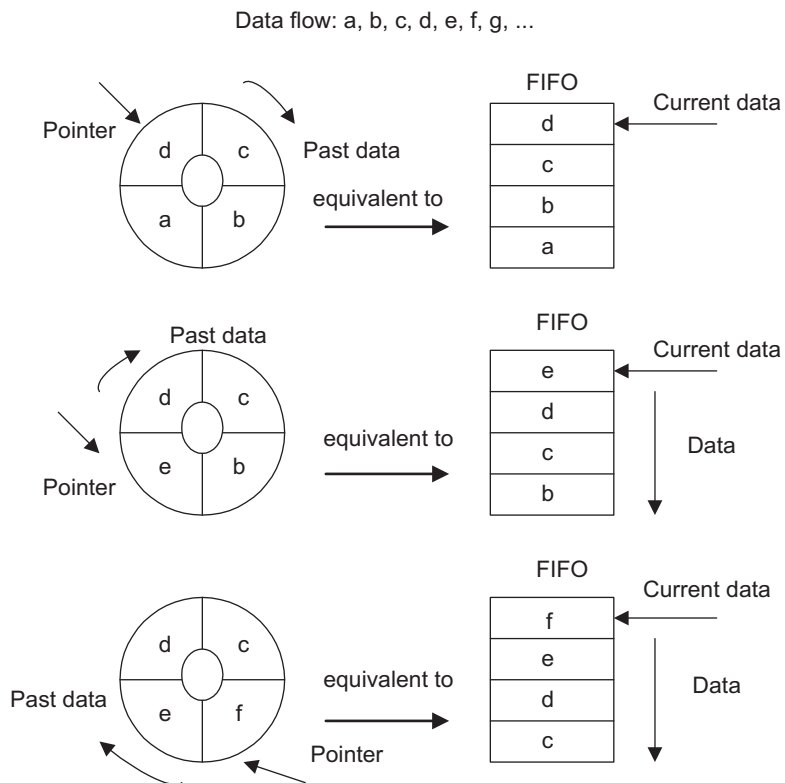 Data flow: a, b, c, d, e, f, g, ...
FIFO
Pointer
d
c
a
b
Past data
equivalent to
Current data
d
c
b
a
Past data
FIFO
Pointer
d
c
e
b
equivalent to
Current data
e
d
c
b
Data
FIFO
Past data
d
c
e
f
Pointer
equivalent to
Current data
f
e
d
c
Data